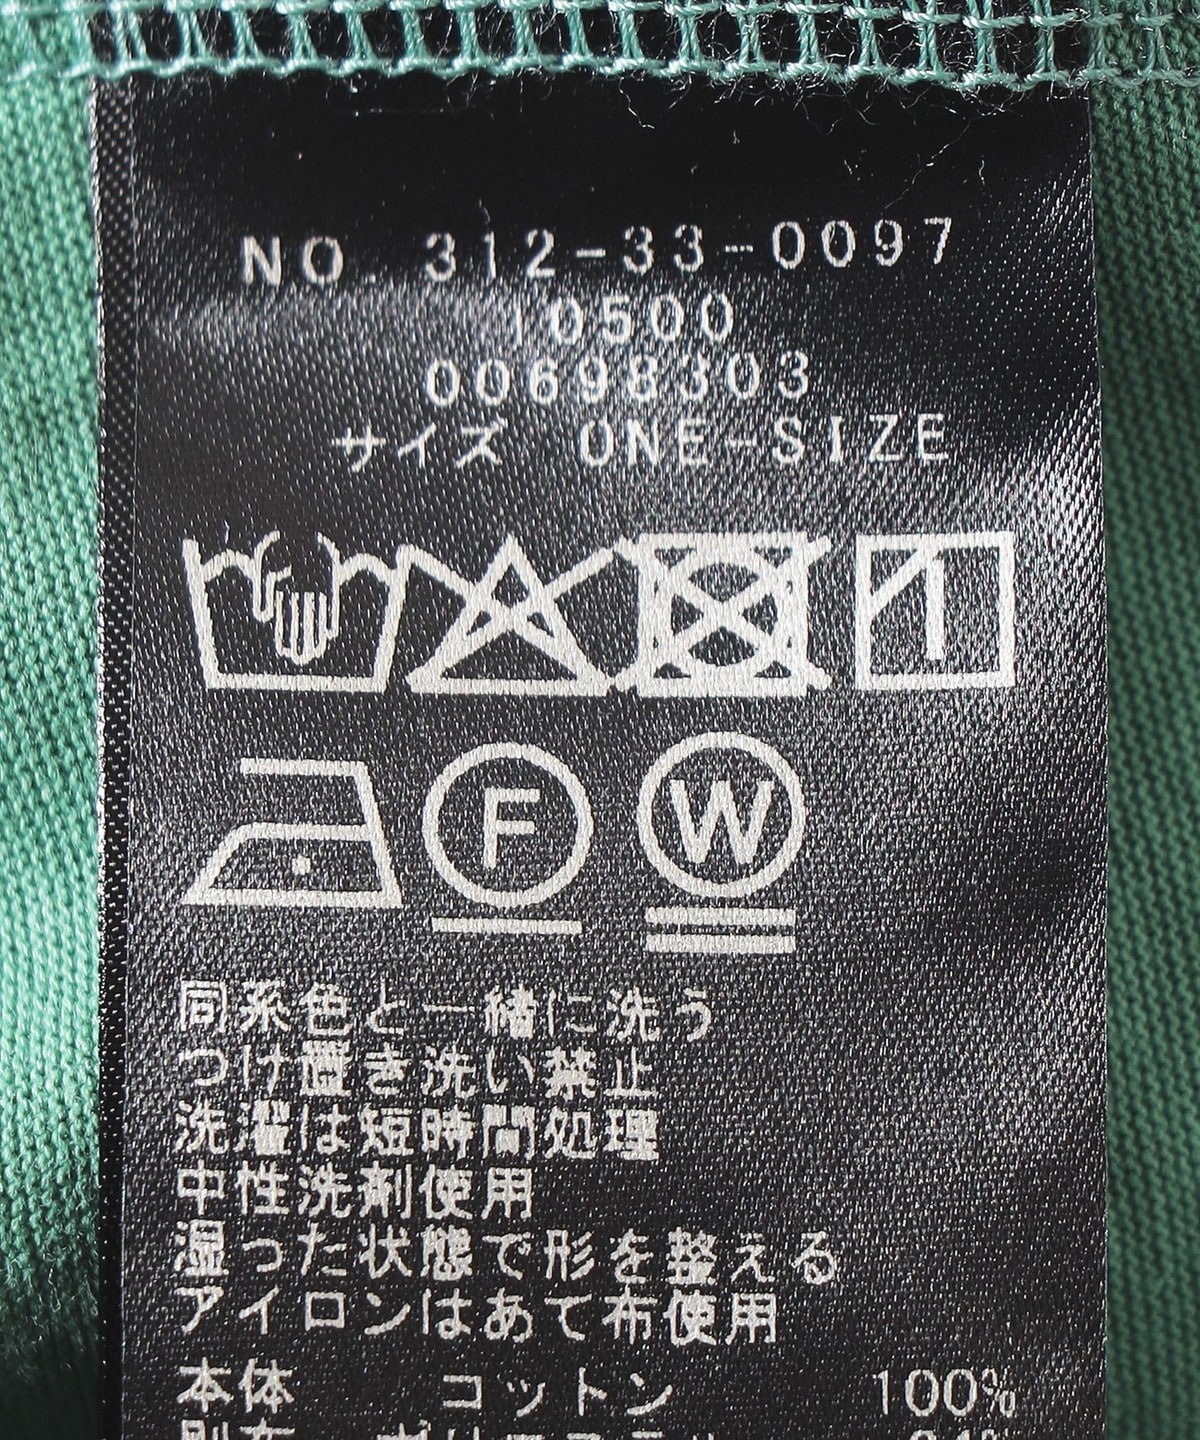 NO. 312-33-0097
10500
00698303
サイズ ONE-SIZE
F W
同系色と一緒に洗う
つけ置き洗い禁止
洗濯は短時間処理
中性洗剤使用
湿った状態で形を整える
アイロンはあて布使用
本体 コットン 100%